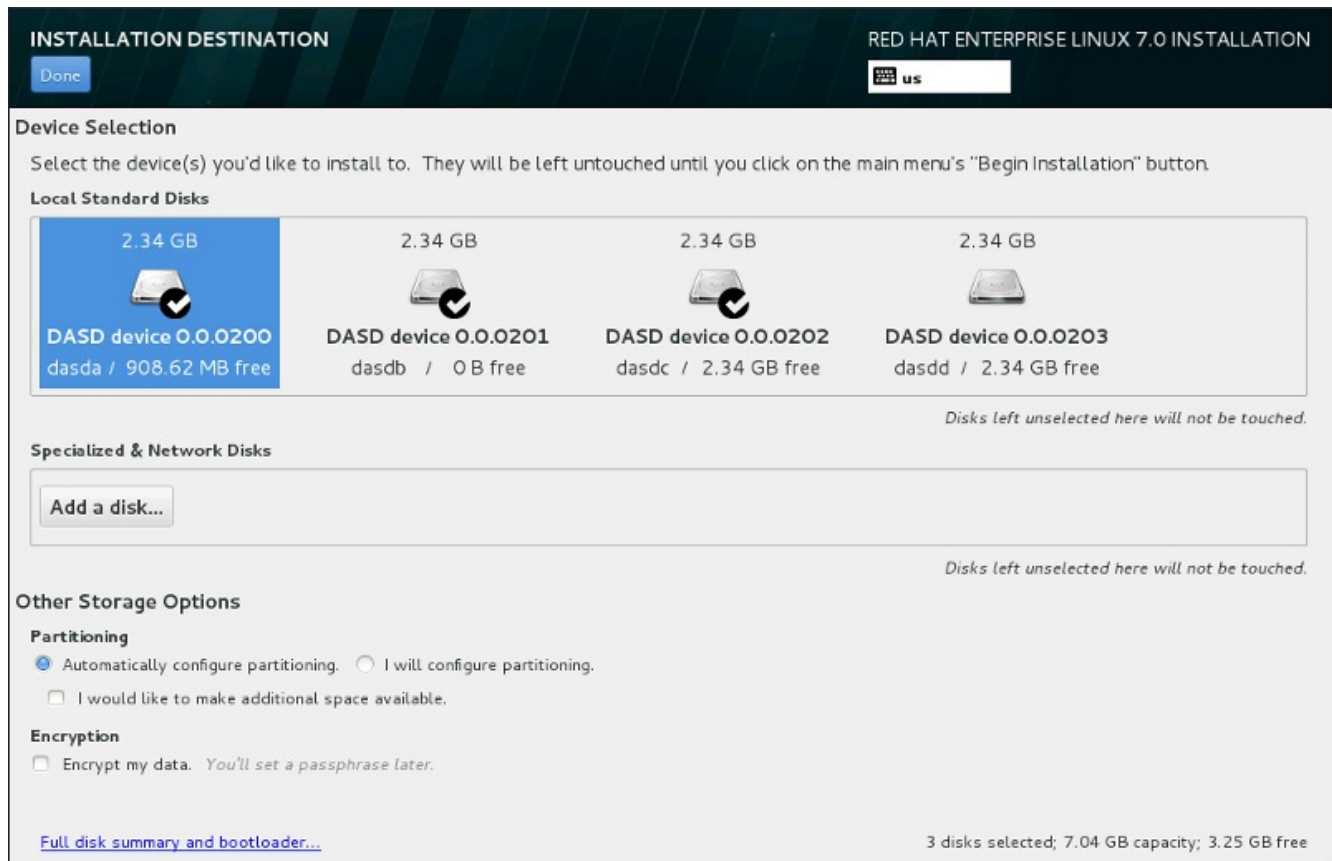 INSTALLATION DESTINATION
RED HAT ENTERPRISE LINUX 7.0 INSTALLATION
Done
us
Device Selection
Select the device(s) you'd like to install to. They will be left untouched until you click on the main menu's "Begin Installation" button.
Local Standard Disks
2.34 GB 2.34 GB 2.34 GB 2.34 GB
DASD device 0.0.0200 DASD device 0.0.0201 DASD device 0.0.0202 DASD device 0.0.0203
dasda / 908.62 MB free dasdb / 0 B free dasdc / 2.34 GB free dasdd / 2.34 GB free
Disks left unselected here will not be touched.
Specialized & Network Disks
Add a disk...
Disks left unselected here will not be touched.
Other Storage Options
Partitioning
Automatically configure partitioning. I will configure partitioning.
I would like to make additional space available.
Encryption
Encrypt my data. You'll set a passphrase later.
Full disk summary and bootloader... 3 disks selected; 7.04 GB capacity; 3.25 GB free